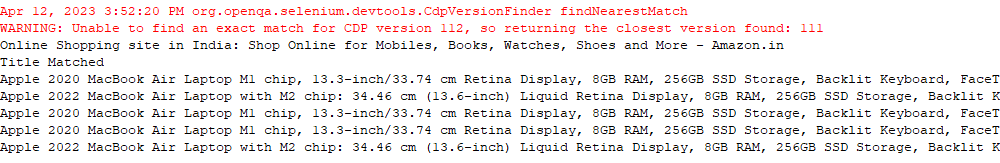 Apr 12, 2023 3:52:20 PM org.openqa.selenium.devtools.CdpVersionFinder findNearestMatch
WARNING: Unable to find an exact match for CDP version 112, so returning the closest version found: 111
Online Shopping site in India: Shop Online for Mobiles, Books, Watches, Shoes and More - Amazon.in
Title Matched
Apple 2020 MacBook Air Laptop M1 chip, 13.3-inch/33.74 cm Retina Display, 8GB RAM, 256GB SSD Storage, Backlit Keyboard, FaceT
Apple 2022 MacBook Air Laptop with M2 chip: 34.46 cm (13.6-inch) Liquid Retina Display, 8GB RAM, 256GB SSD Storage, Backlit K
Apple 2020 MacBook Air Laptop M1 chip, 13.3-inch/33.74 cm Retina Display, 8GB RAM, 256GB SSD Storage, Backlit Keyboard, FaceT
Apple 2020 MacBook Air Laptop M1 chip, 13.3-inch/33.74 cm Retina Display, 8GB RAM, 256GB SSD Storage, Backlit Keyboard, FaceT
Apple 2022 MacBook Air Laptop with M2 chip: 34.46 cm (13.6-inch) Liquid Retina Display, 8GB RAM, 256GB SSD Storage, Backlit K